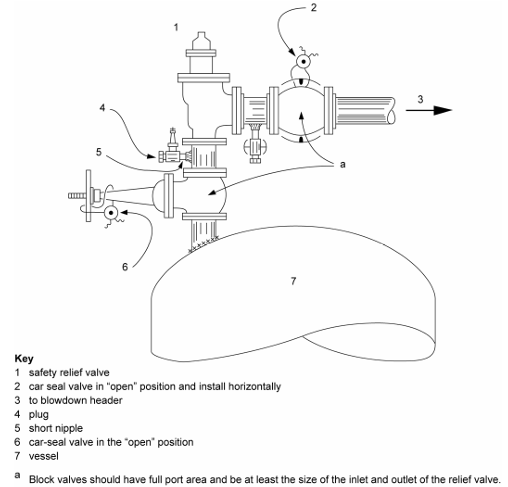 1
2
3
4
a
5
6
7
Key
1 safety relief valve
2 car seal valve in "open" position and install horizontally
3 to blowdown header
4 plug
5 short nipple
6 car-seal valve in the "open" position
7 vessel
a Block valves should have full port area and be at least the size of the inlet and outlet of the relief valve.